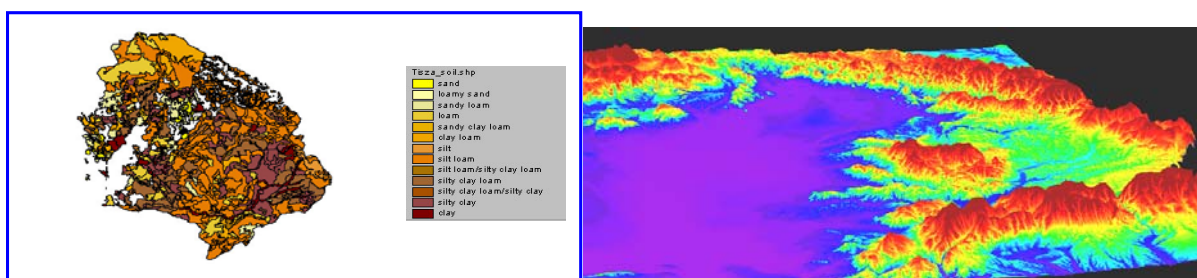 Tisza_soil.shp
sand
loamy sand
sandy loam
loam
sandy clay loam
clay loam
silt
silt loam
silt loam/silty clay loam
silty clay loam
silty clay loam/silty clay
silty clay
clay